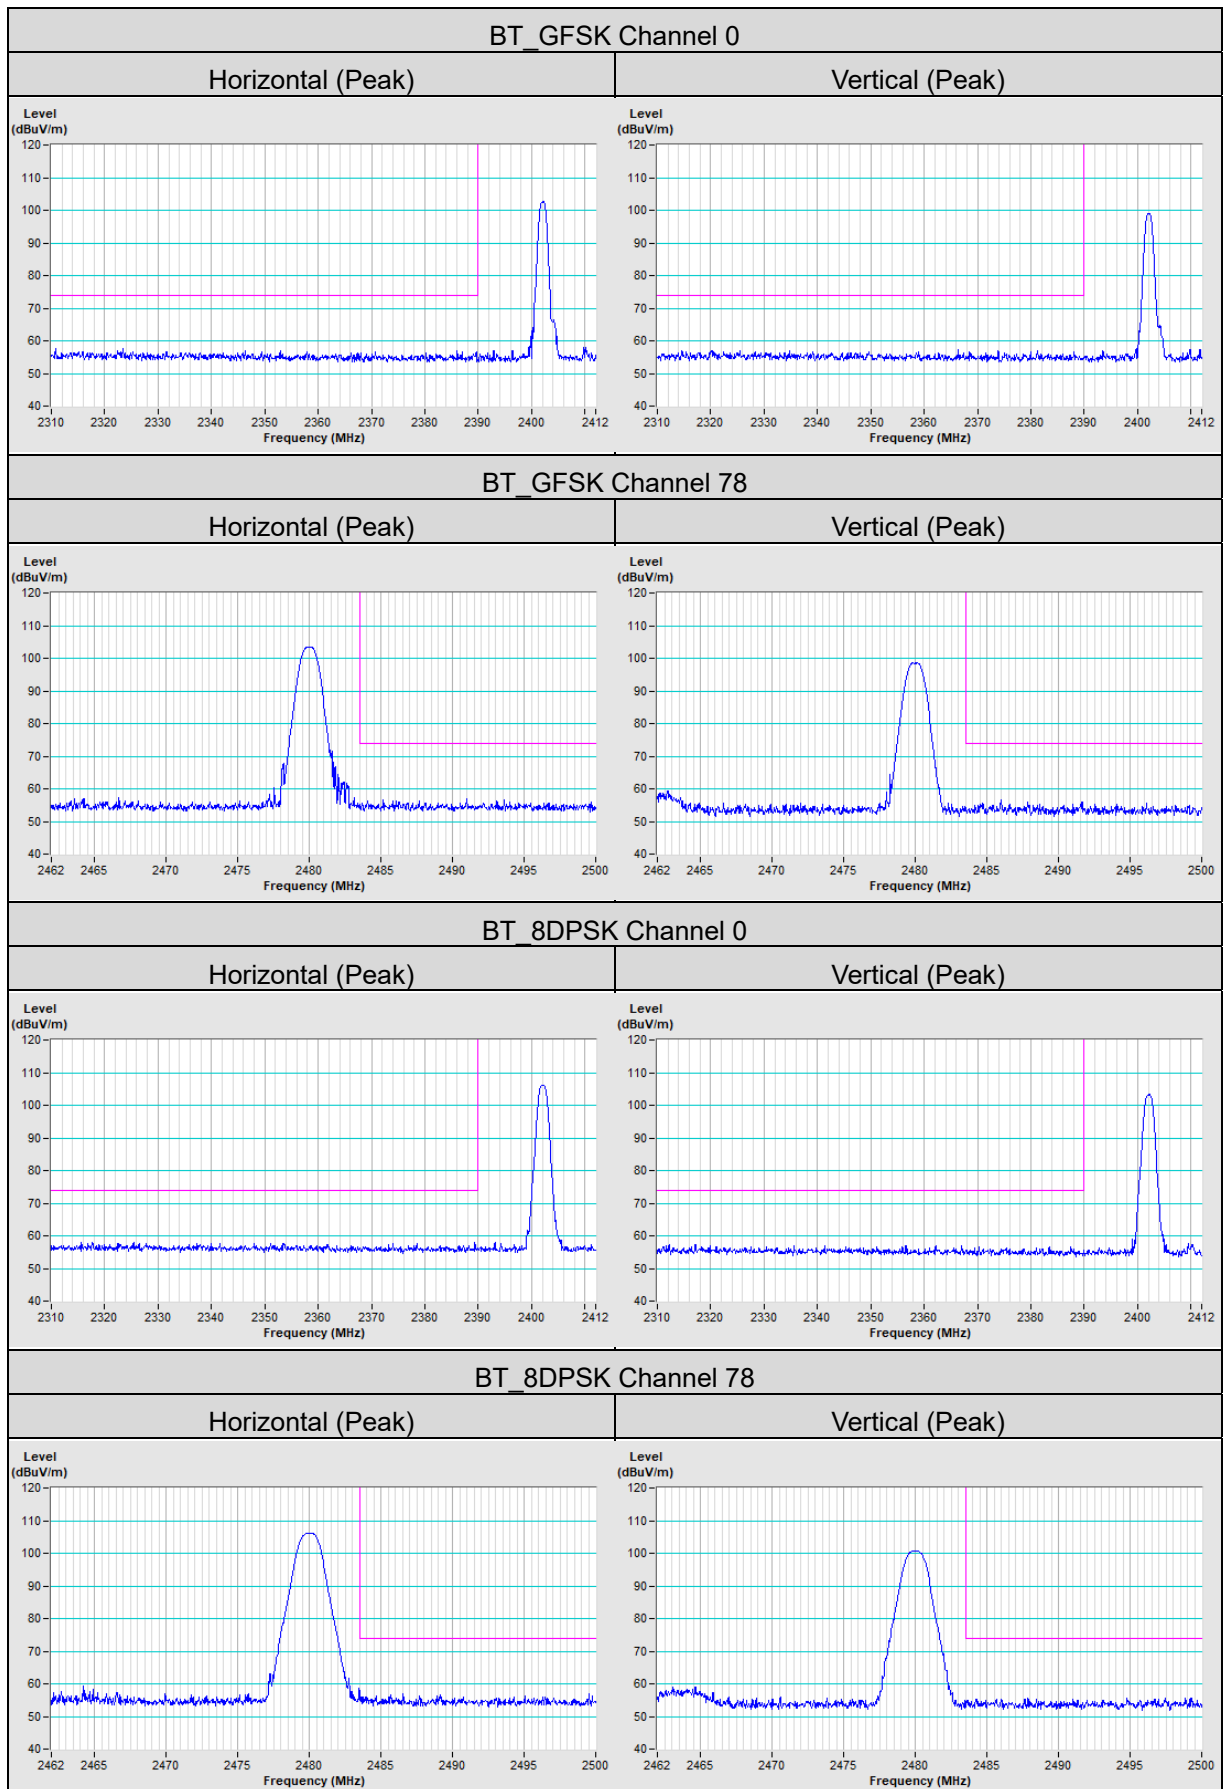 BT_GFSK Channel 0
Horizontal (Peak) Vertical (Peak)
Level
(dBuV/m)
120
110
100
90
80
70
60
50
40
2310 2320 2330 2340 2350 2360 2370 2380 2390 2400 2412
Frequency (MHz)
Level
(dBuV/m)
120
110
100
90
80
70
60
50
40
2310 2320 2330 2340 2350 2360 2370 2380 2390 2400 2412
Frequency (MHz)
BT_GFSK Channel 78
Horizontal (Peak) Vertical (Peak)
Level
(dBuV/m)
120
110
100
90
80
70
60
50
40
2462 2465 2470 2475 2480 2485 2490 2495 2500
Frequency (MHz)
Level
(dBuV/m)
120
110
100
90
80
70
60
50
40
2462 2465 2470 2475 2480 2485 2490 2495 2500
Frequency (MHz)
BT_8DPSK Channel 0
Horizontal (Peak) Vertical (Peak)
Level
(dBuV/m)
120
110
100
90
80
70
60
50
40
2310 2320 2330 2340 2350 2360 2370 2380 2390 2400 2412
Frequency (MHz)
Level
(dBuV/m)
120
110
100
90
80
70
60
50
40
2310 2320 2330 2340 2350 2360 2370 2380 2390 2400 2412
Frequency (MHz)
BT_8DPSK Channel 78
Horizontal (Peak) Vertical (Peak)
Level
(dBuV/m)
120
110
100
90
80
70
60
50
40
2462 2465 2470 2475 2480 2485 2490 2495 2500
Frequency (MHz)
Level
(dBuV/m)
120
110
100
90
80
70
60
50
40
2462 2465 2470 2475 2480 2485 2490 2495 2500
Frequency (MHz)